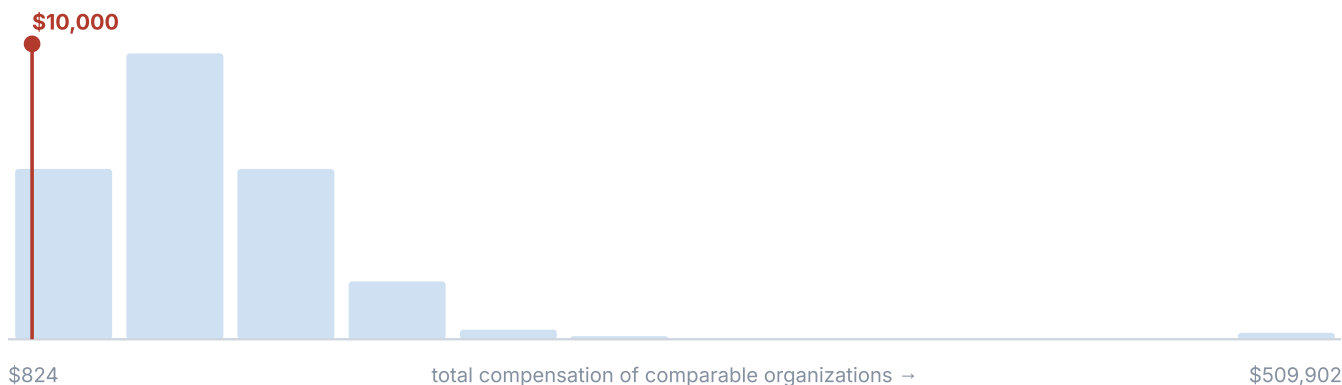 $10,000
$824
total compensation of comparable organizations →
$509,902